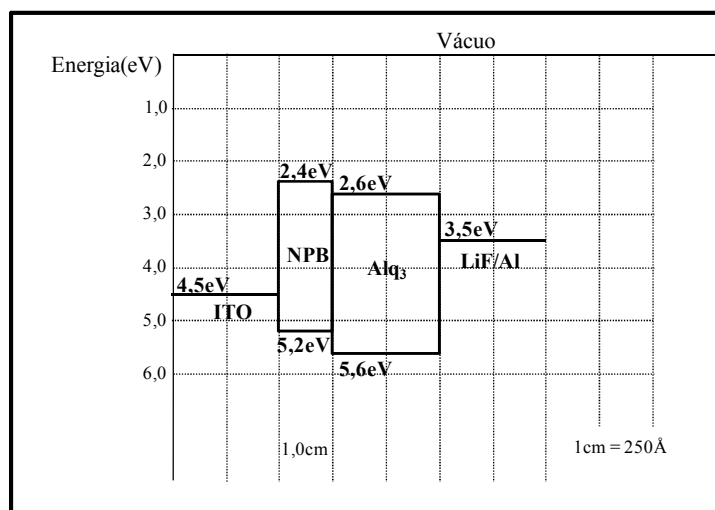 Vácuo
Energia(eV)
1,0
2,0
2,4eV
2,6eV
3,0
3,5eV
NPB
LiF/Al
4,0
Alq₃
4,5eV
ITO
5,0
5,2eV
5,6eV
6,0
1,0cm
1cm = 250Å